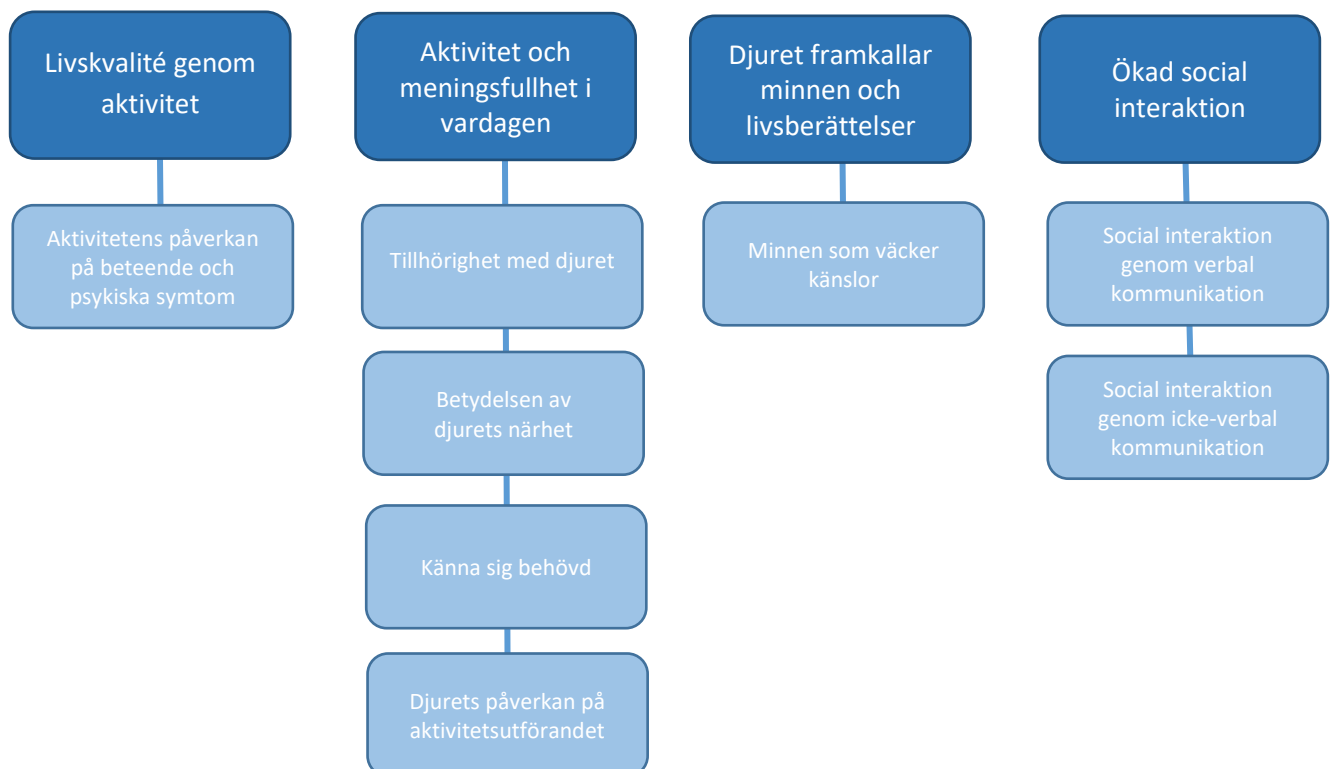 Livskvalité genom
aktivitet
Aktivitetens påverkan
på beteende och
psykiska symtom
Aktivitet och
meningsfullhet i
vardagen
Tillhörighet med djuret
Betydelsen av
djurets närhet
Känna sig behövd
Djurets påverkan på
aktivitetsutförandet
Djuret framkallar
minnen och
livsberättelser
Minnen som väcker
känslor
Ökad social
interaktion
Social interaktion
genom verbal
kommunikation
Social interaktion
genom icke-verbal
kommunikation